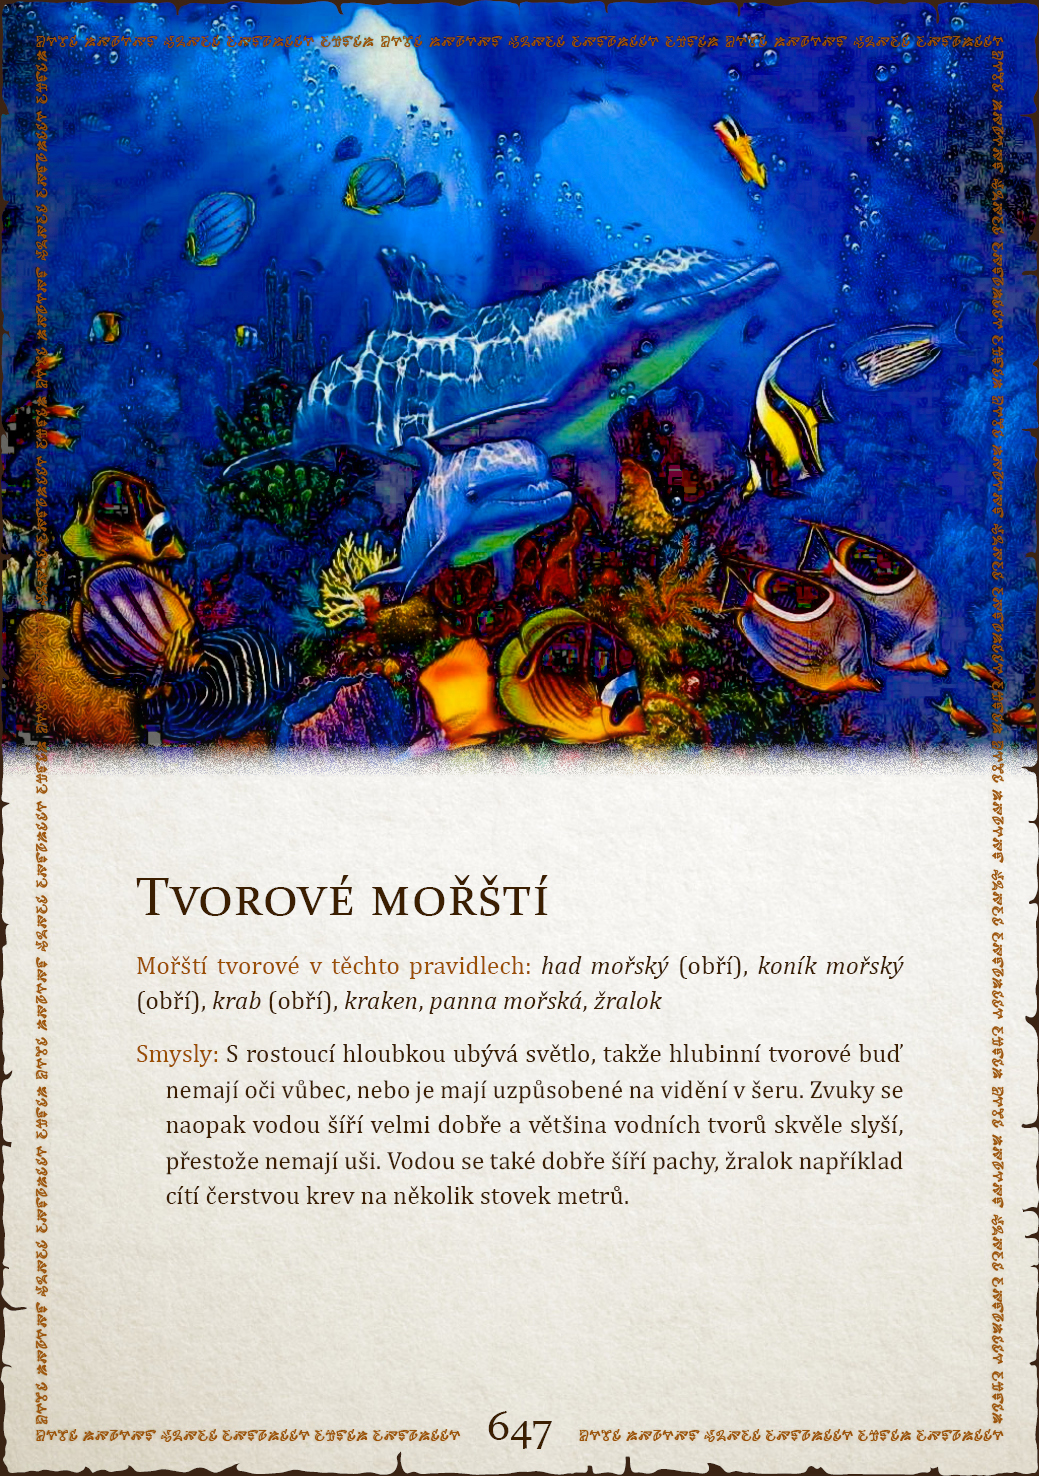 Tvorové mořští
Mořští tvorové v těchto pravidlech: had mořský (obří), koník mořský
(obří), krab (obří), kraken, panna mořská, žralok
Smysly: S rostoucí hloubkou ubývá světlo, takže hlubinní tvorové buď
nemají oči vůbec, nebo je mají uzpůsobené na vidění v šeru. Zvuky se
naopak vodou šíří velmi dobře a většina vodních tvorů skvěle slyší,
přestože nemají uši. Vodou se také dobře šíří pachy, žralok například
cítí čerstvou krev na několik stovek metrů.
647